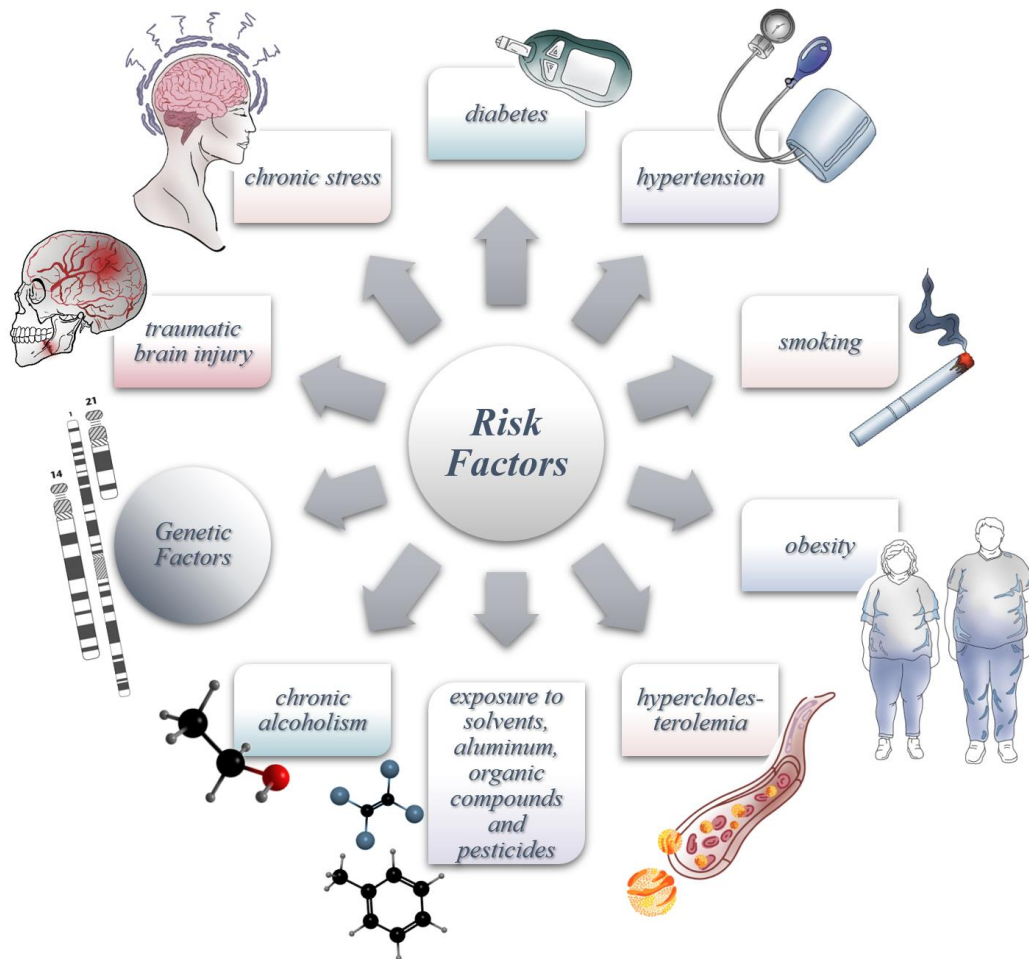 Risk
Factors
diabetes
hypertension
smoking
obesity
hypercholes-
terolemia
exposure to
solvents,
aluminum,
organic
compounds
and
pesticides
chronic
alcoholism
Genetic
Factors
traumatic
brain injury
chronic stress
1
21
14